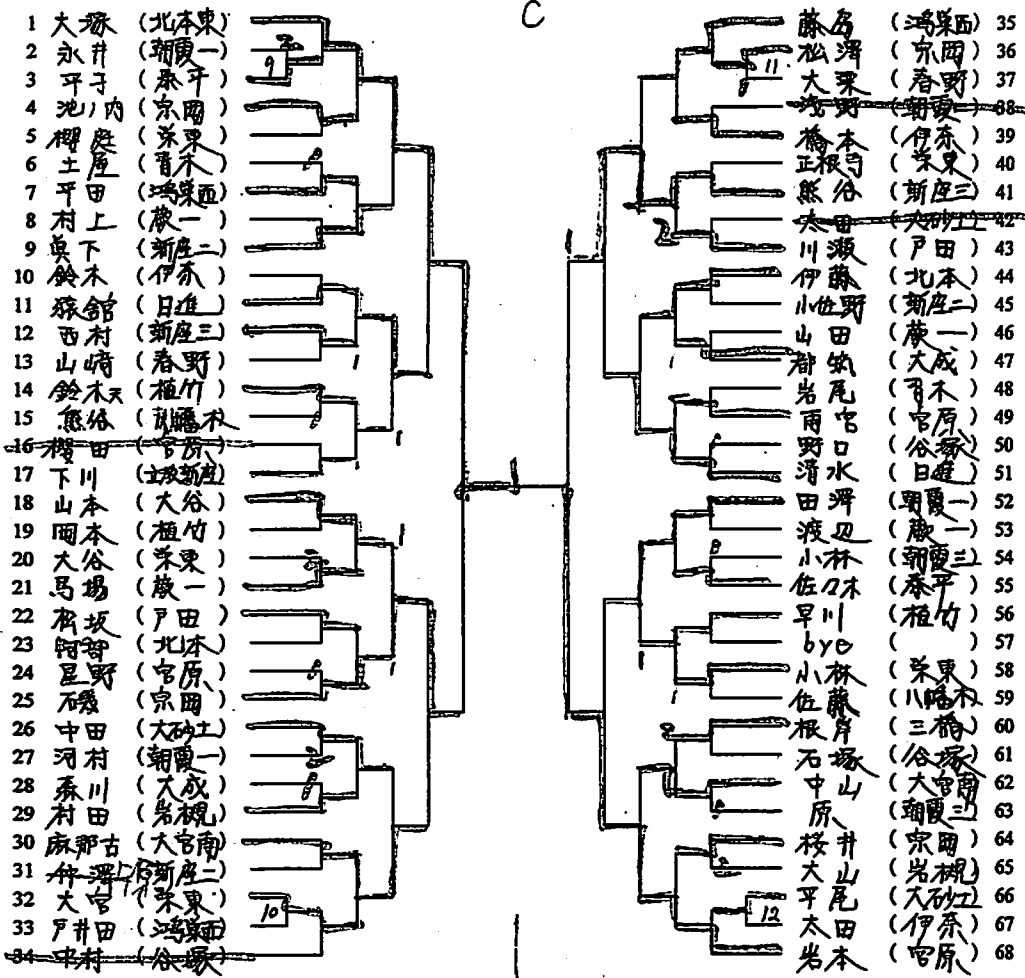 C
1 大塚 (北本東)
2 永井 (朝霞一)
3 平子 (泰平)
4 池ノ内 (宗岡)
5 櫻庭 (栄東)
6 土屋 (青木)
7 平田 (鴻巣西)
8 村上 (蕨一)
9 真下 (新座二)
10 鈴木 (伊奈)
11 猿舘 (日進)
12 西村 (新座三)
13 山崎 (春野)
14 鈴木天 (植竹)
15 熊谷 (八幡木)
16 櫻田 (宮原)
17 下川 (立教新座)
18 山本 (大谷)
19 岡本 (植竹)
20 大谷 (栄東)
21 馬場 (蕨一)
22 松坂 (戸田)
23 阿部 (北本)
24 星野 (宮原)
25 石磯 (宗岡)
26 中田 (大砂土)
27 河村 (朝霞一)
28 森川 (大成)
29 村田 (岩槻)
30 麻那古 (大宮南)
31 仲澤 (新座二)
32 大宮 (栄東)
33 戸井田 (鴻巣西)
34 中村 (谷塚)
9
10
藤島 (鴻巣西) 35
松澤 (宗岡) 36
大栗 (春野) 37
浅野 (朝霞一) 38
橋本 (伊奈) 39
正根寺 (栄東) 40
熊谷 (新座三) 41
太田 (大砂土) 42
川瀬 (戸田) 43
伊藤 (北本) 44
小佐野 (新座二) 45
山田 (蕨一) 46
都筑 (大成) 47
岩尾 (青木) 48
雨宮 (宮原) 49
野口 (谷塚) 50
清水 (日進) 51
田澤 (朝霞一) 52
渡辺 (蕨一) 53
小林 (朝霞三) 54
佐々木 (泰平) 55
早川 (植竹) 56
bye ( ) 57
小林 (栄東) 58
佐藤 (八幡木) 59
根岸 (三橋) 60
石塚 (谷塚) 61
中山 (大宮南) 62
原 (朝霞三) 63
桜井 (宗岡) 64
大山 (岩槻) 65
平尾 (大砂土) 66
太田 (伊奈) 67
岩本 (宮原) 68
11
12